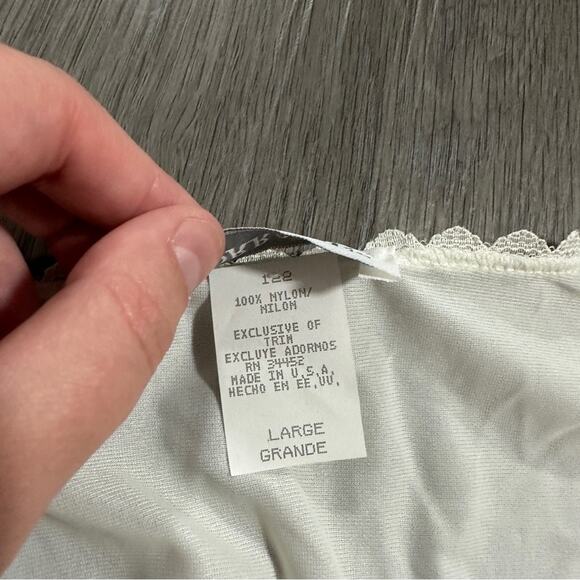 122
100% NYLON/
NILON
EXCLUSIVE OF
TRIM
EXCLUYE ADORNOS
RN 34452
MADE IN U.S.A.
HECHO EN EE.UU.
LARGE
GRANDE